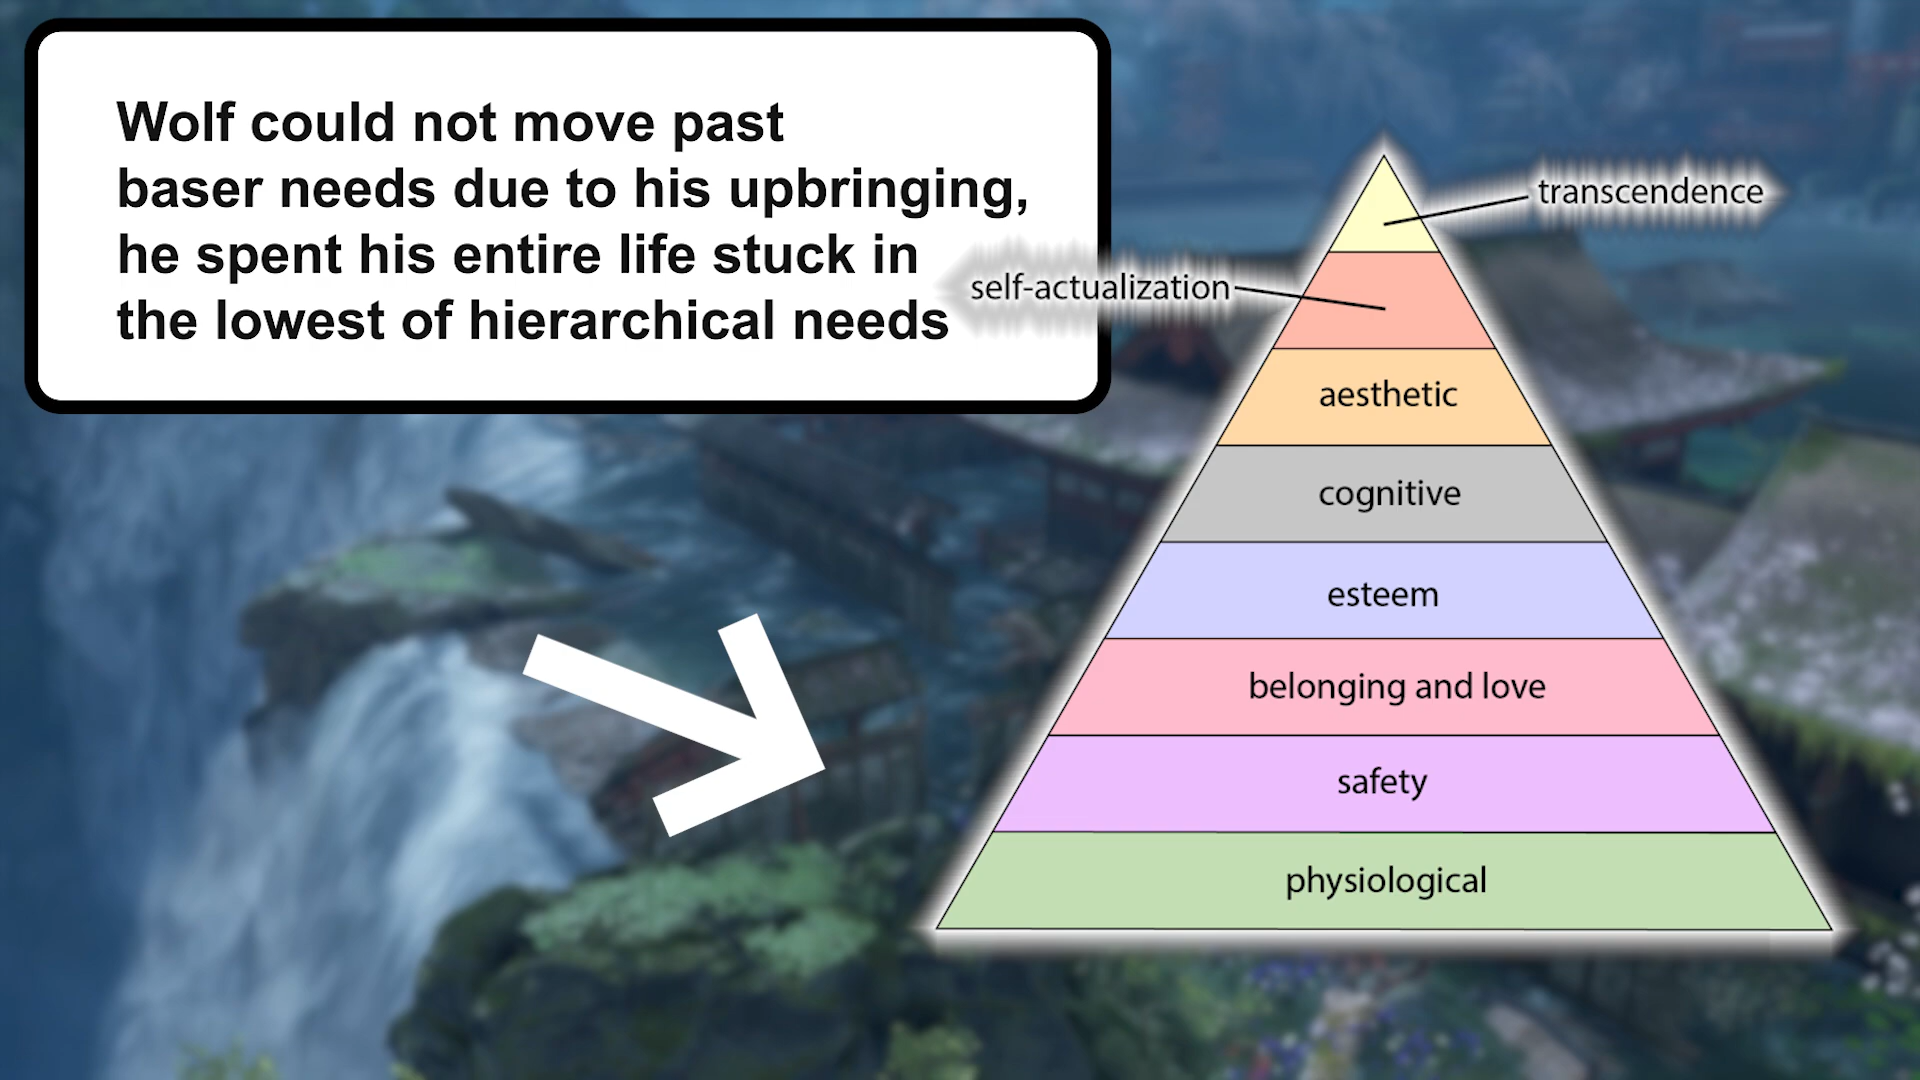 Wolf could not move past
baser needs due to his upbringing,
he spent his entire life stuck in
the lowest of hierarchical needs
transcendence
self-actualization
aesthetic
cognitive
esteem
belonging and love
safety
physiological